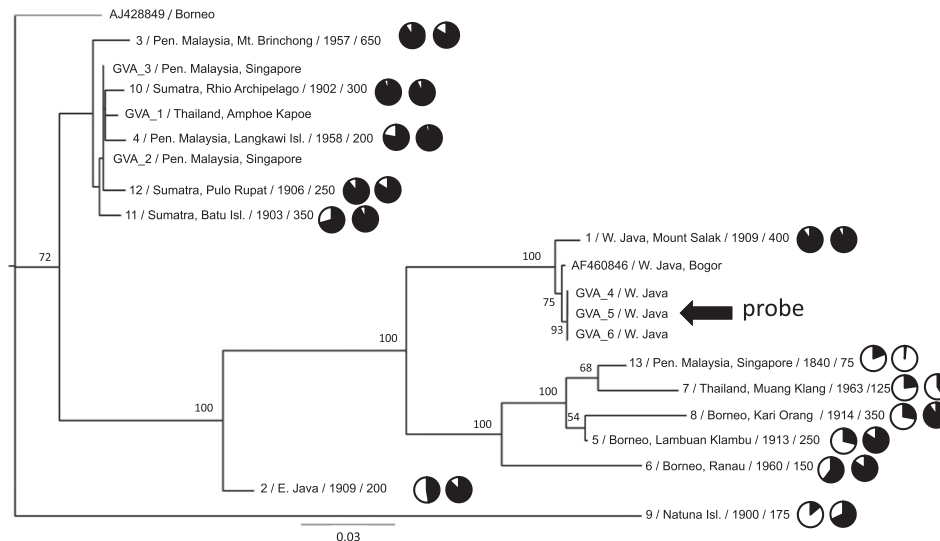 AJ428849 / Borneo
3 / Pen. Malaysia, Mt. Brinchong / 1957 / 650
GVA_3 / Pen. Malaysia, Singapore
10 / Sumatra, Rhio Archipelago / 1902 / 300
GVA_1 / Thailand, Amphoe Kapoe
4 / Pen. Malaysia, Langkawi Isl. / 1958 / 200
GVA_2 / Pen. Malaysia, Singapore
12 / Sumatra, Pulo Rupat / 1906 / 250
11 / Sumatra, Batu Isl. / 1903 / 350
72
1 / W. Java, Mount Salak / 1909 / 400
100
AF460846 / W. Java, Bogor
75
GVA_4 / W. Java
GVA_5 / W. Java
probe
93
GVA_6 / W. Java
100
13 / Pen. Malaysia, Singapore / 1840 / 75
68
7 / Thailand, Muang Klang / 1963 /125
100
8 / Borneo, Kari Orang / 1914 / 350
54
5 / Borneo, Lambuan Klambu / 1913 / 250
100
100
6 / Borneo, Ranau / 1960 / 150
2 / E. Java / 1909 / 200
9 / Natuna Isl. / 1900 / 175
0.03